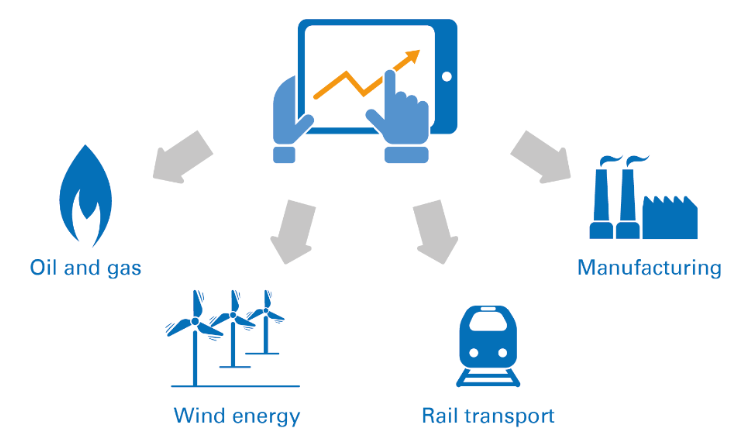 Oil and gas
Manufacturing
Wind energy
Rail transport